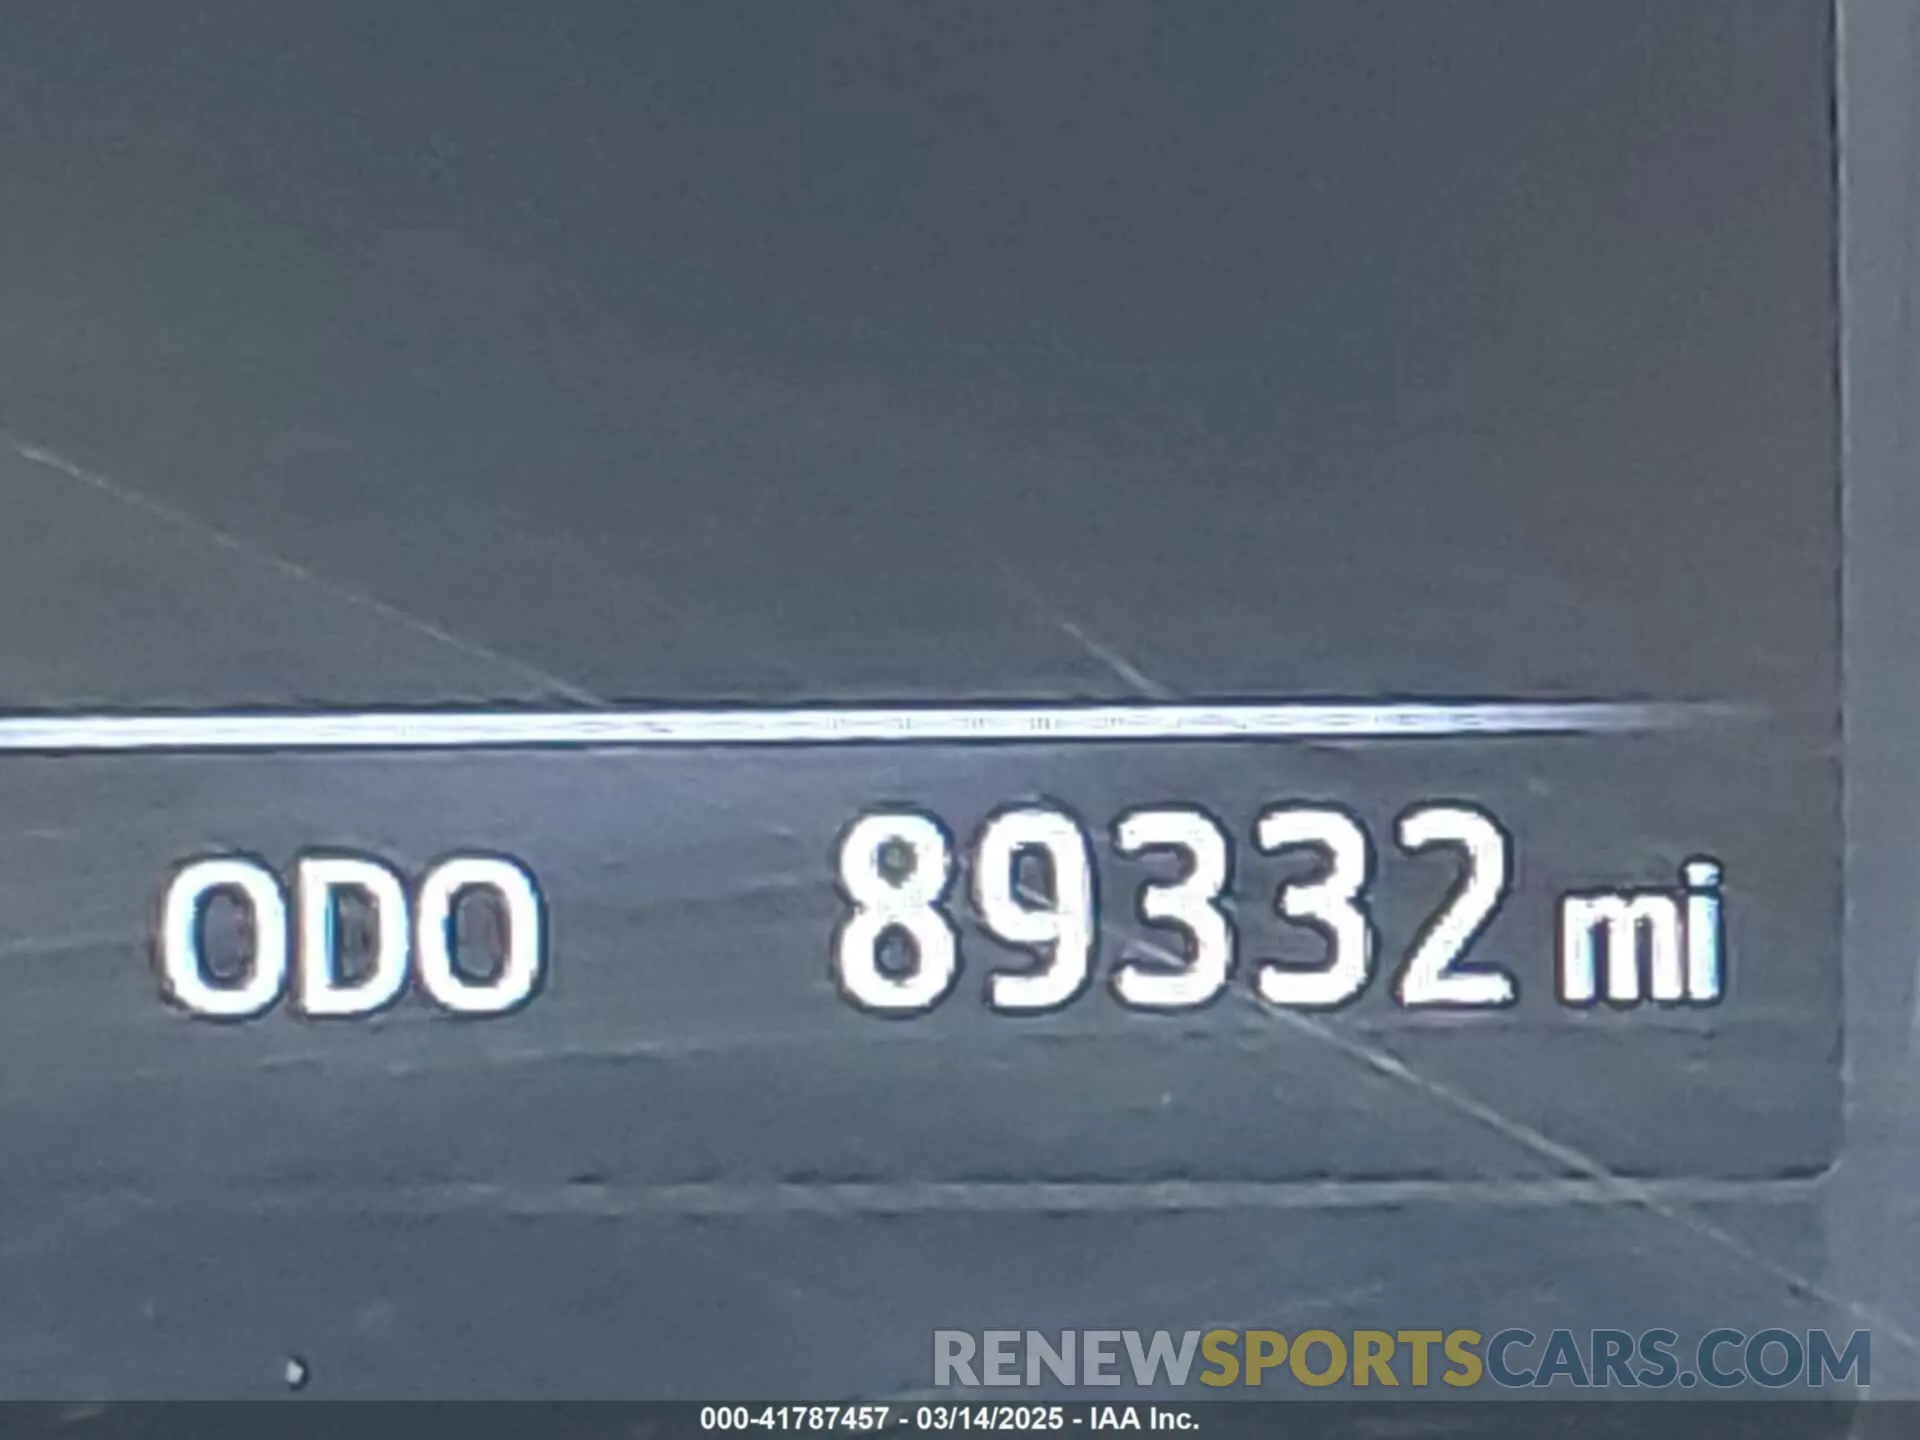 ODO 89332 mi
RENEWSPORTSCARS.COM
000-41787457 - 03/14/2025 - IAA Inc.